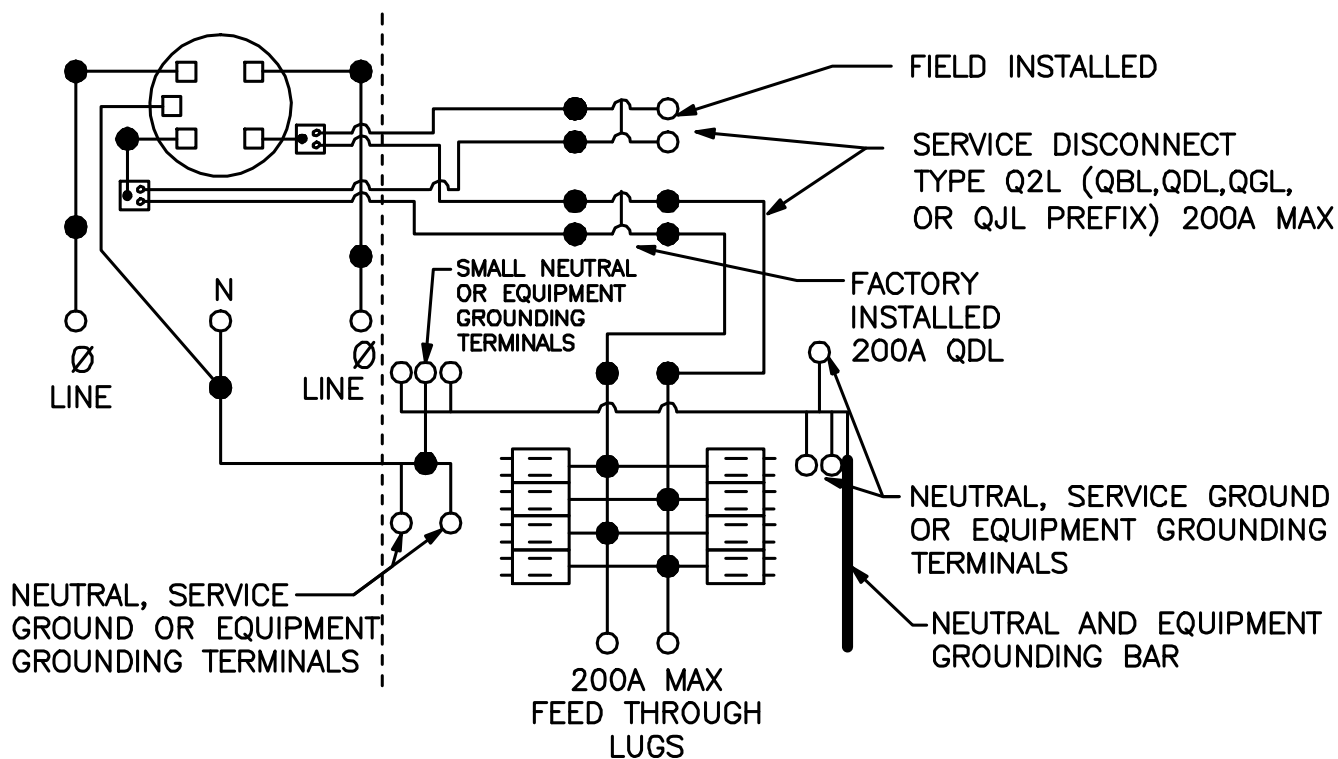 FIELD INSTALLED
SERVICE DISCONNECT
TYPE Q2L (QBL,QDL,QGL,
OR QJL PREFIX) 200A MAX
SMALL NEUTRAL
OR EQUIPMENT
GROUNDING
TERMINALS
FACTORY
INSTALLED
200A QDL
N
Ø
LINE
Ø
LINE
NEUTRAL, SERVICE GROUND
OR EQUIPMENT GROUNDING
TERMINALS
NEUTRAL, SERVICE
GROUND OR EQUIPMENT
GROUNDING TERMINALS
NEUTRAL AND EQUIPMENT
GROUNDING BAR
200A MAX
FEED THROUGH
LUGS